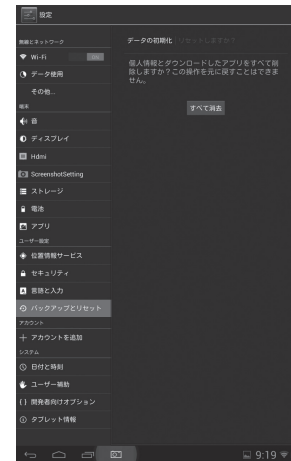 設定
無線とネットワーク
Wi-Fi
ON
データ使用
その他...
端末
音
ディスプレイ
Hdmi
ScreenshotSetting
ストレージ
電池
アプリ
ユーザー設定
位置情報サービス
セキュリティ
言語と入力
バックアップとリセット
アカウント
アカウントを追加
システム
日付と時刻
ユーザー補助
開発者向けオプション
タブレット情報
データの初期化 リセットしますか?
個人情報とダウンロードしたアプリをすべて削
除しますか?この操作を元に戻すことはできま
せん。
すべて消去
9:19